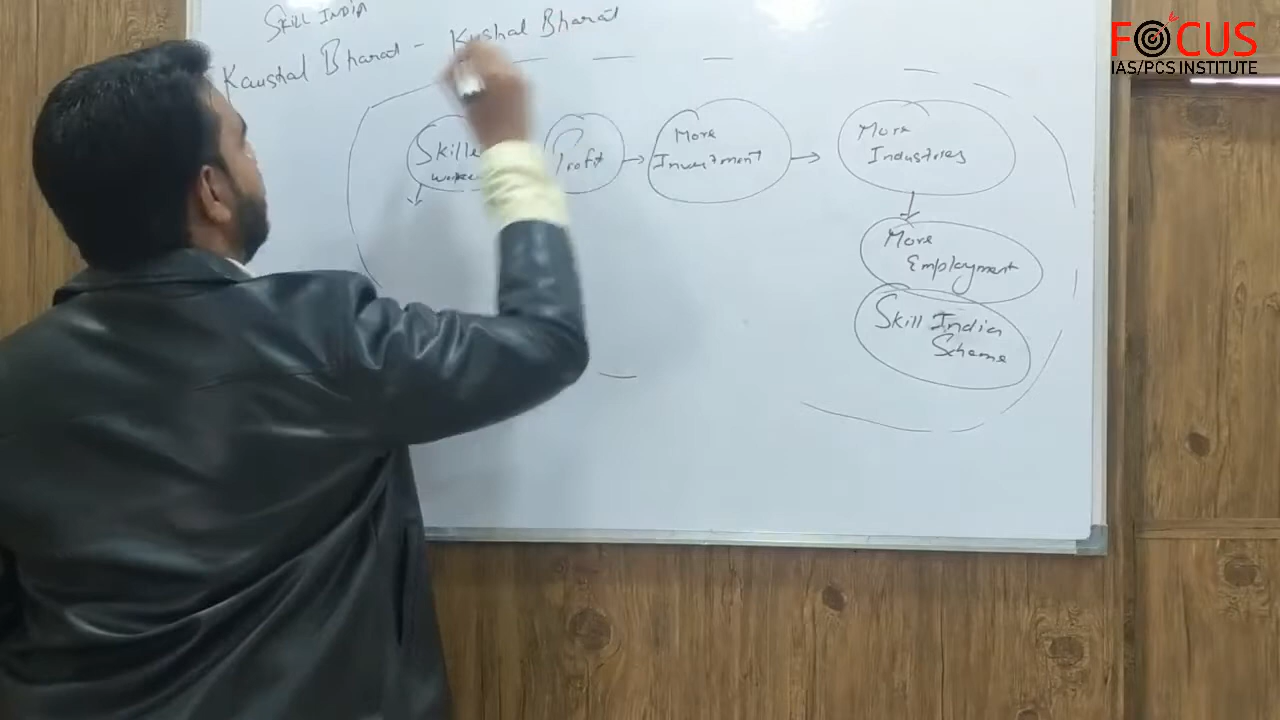 SKILL INDIA
Kaushal Bharat - Kushal Bharat
FOCUS
IAS/PCS INSTITUTE
Profit
More
Investment
More
Industries
More
Employment
Skill India
Scheme